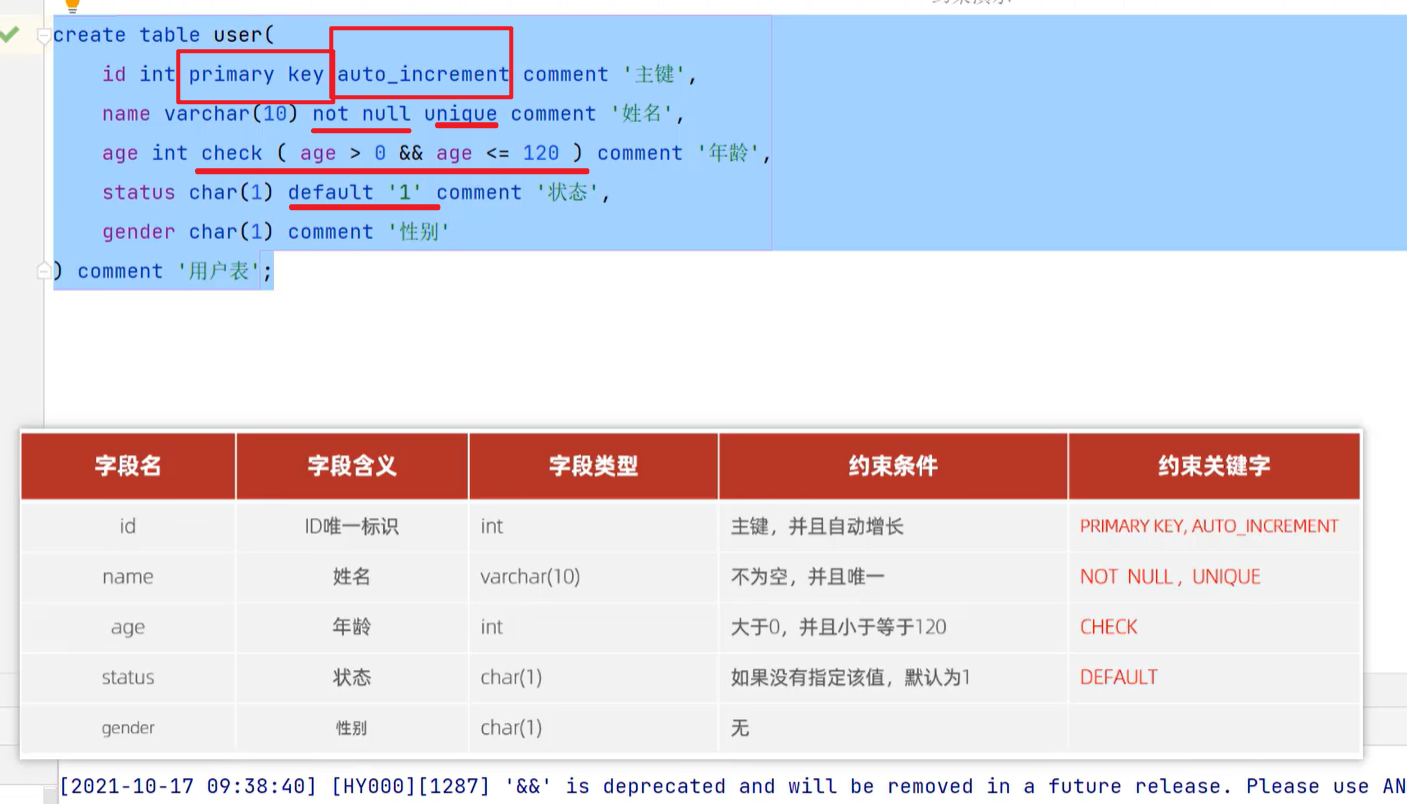 create table user(
id int primary key auto_increment comment '主键',
name varchar(10) not null unique comment '姓名',
age int check ( age > 0 && age <= 120 ) comment '年龄',
status char(1) default '1' comment '状态',
gender char(1) comment '性别'
) comment '用户表';
字段名 字段含义 字段类型 约束条件 约束关键字
id ID唯一标识 int 主键，并且自动增长 PRIMARY KEY, AUTO_INCREMENT
name 姓名 varchar(10) 不为空，并且唯一 NOT NULL , UNIQUE
age 年龄 int 大于0，并且小于等于120 CHECK
status 状态 char(1) 如果没有指定该值，默认为1 DEFAULT
gender 性别 char(1) 无
[2021-10-17 09:38:40] [HY000][1287] '&&' is deprecated and will be removed in a future release. Please use AN